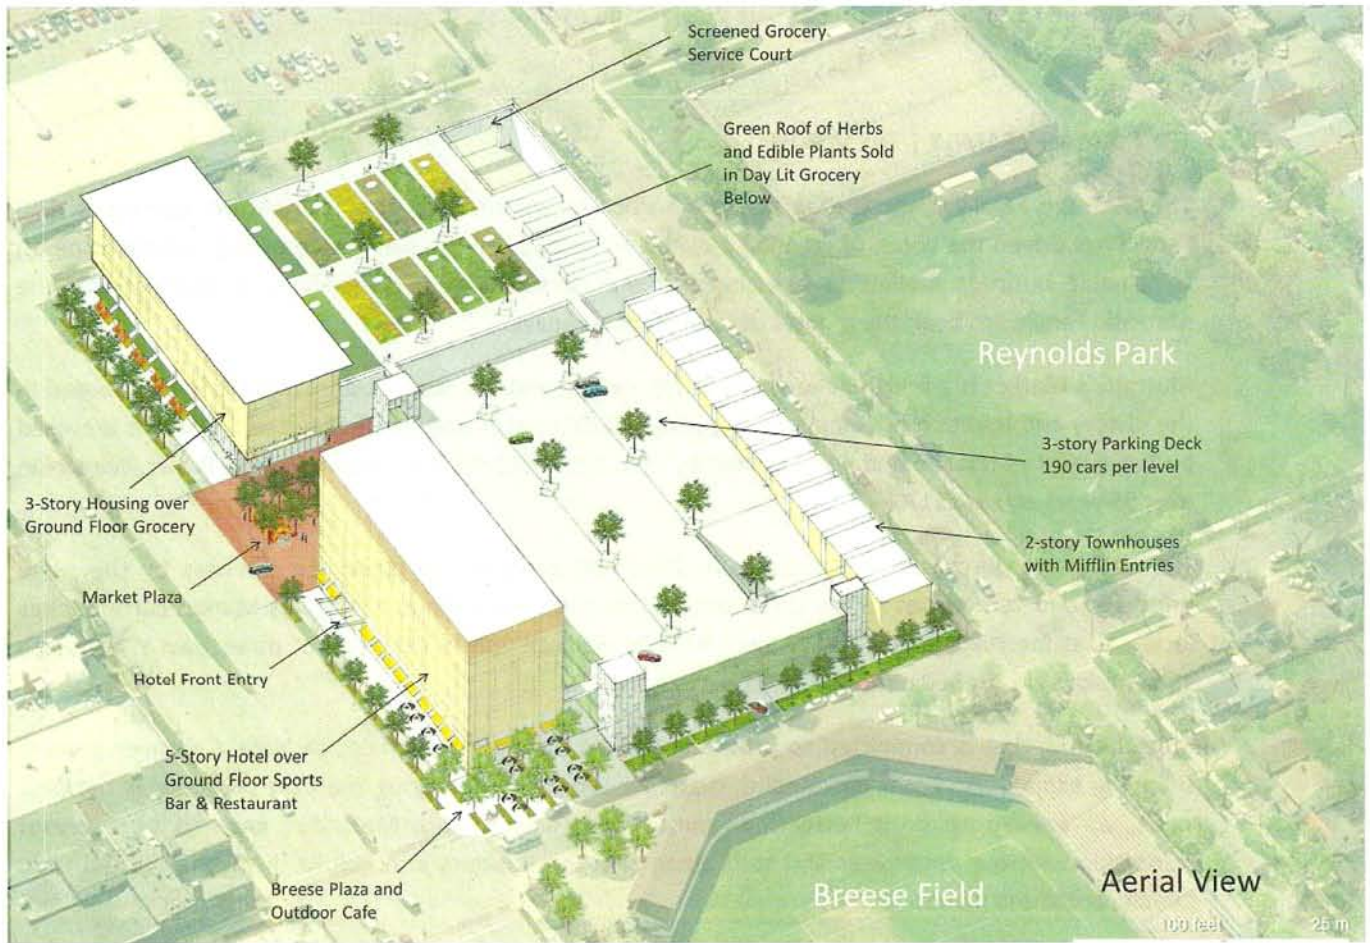 Screened Grocery
Service Court
Green Roof of Herbs
and Edible Plants Sold
in Day Lit Grocery
Below
Reynolds Park
3-story Parking Deck
190 cars per level
3-Story Housing over
Ground Floor Grocery
2-story Townhouses
with Mifflin Entries
Market Plaza
Hotel Front Entry
5-Story Hotel over
Ground Floor Sports
Bar & Restaurant
Breese Plaza and
Outdoor Cafe
Breese Field
Aerial View
100 feet
25 m